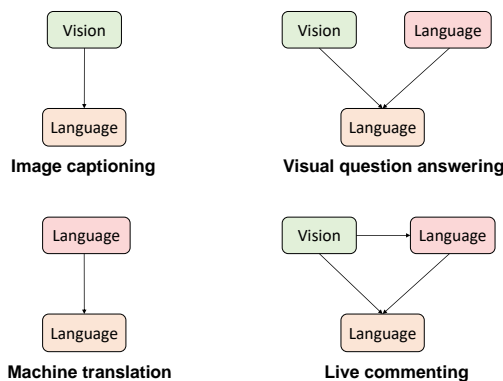 Vision
Language
Image captioning
Vision
Language
Language
Visual question answering
Language
Language
Machine translation
Vision
Language
Language
Live commenting